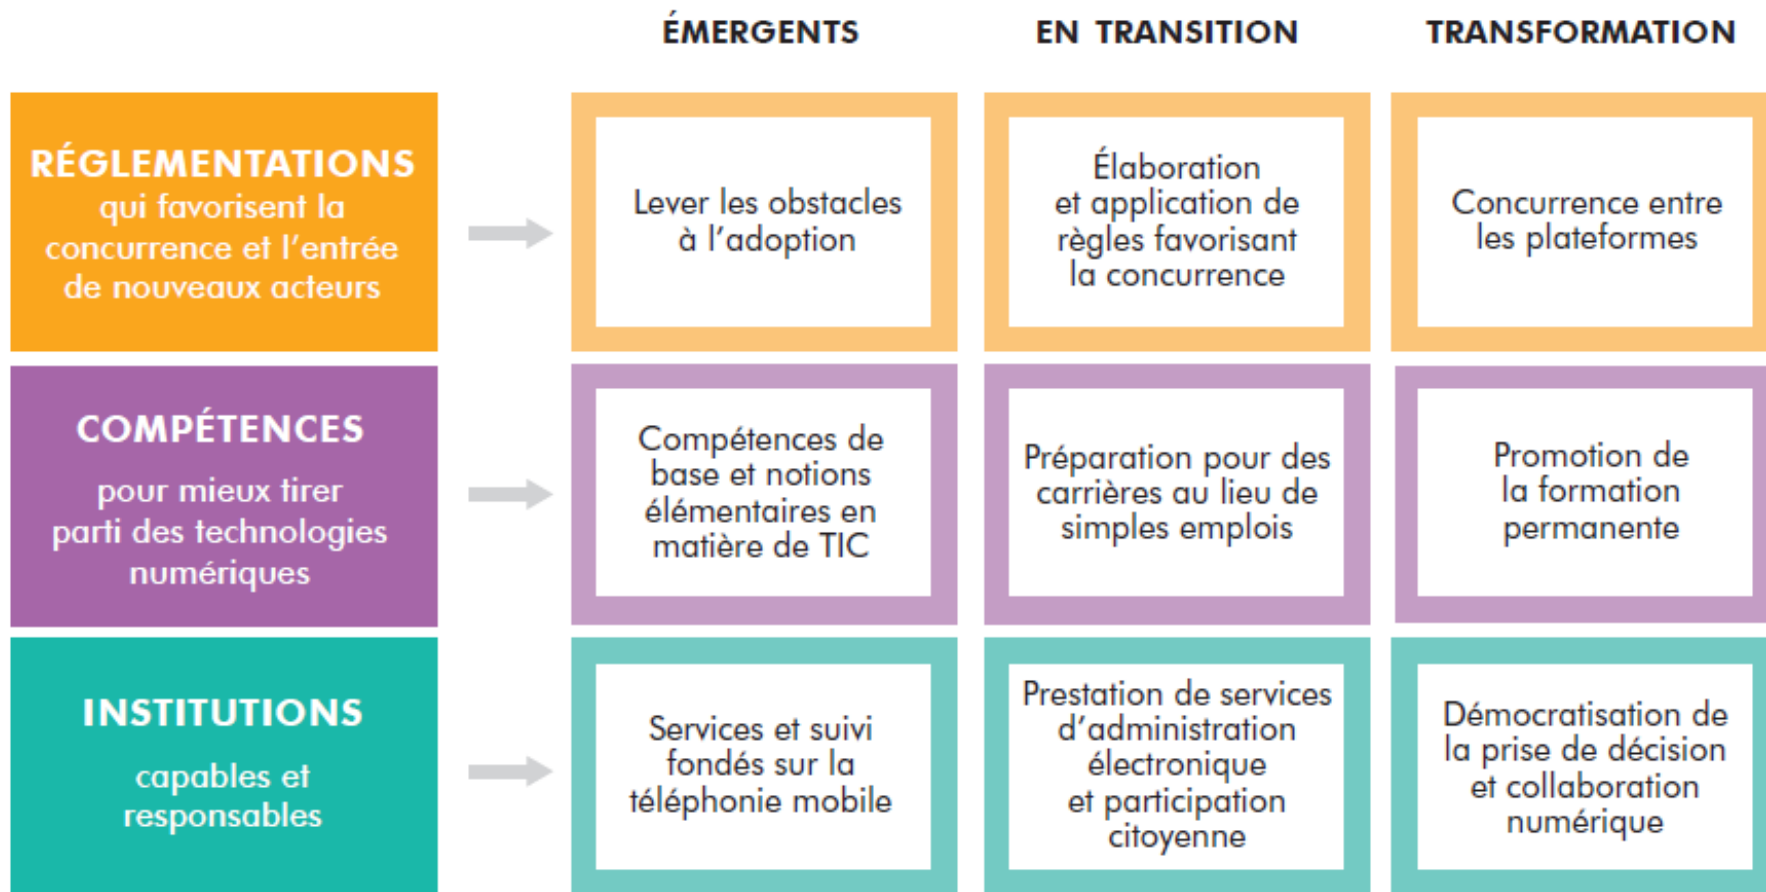 ÉMERGENTS
EN TRANSITION
TRANSFORMATION
RÉGLEMENTATIONS
qui favorisent la
concurrence et l'entrée
de nouveaux acteurs
Lever les obstacles
à l'adoption
Élaboration
et application de
règles favorisant
la concurrence
Concurrence entre
les plateformes
COMPÉTENCES
pour mieux tirer
parti des technologies
numériques
Compétences de
base et notions
élémentaires en
matière de TIC
Préparation pour des
carrières au lieu de
simples emplois
Promotion de
la formation
permanente
INSTITUTIONS
capables et
responsables
Services et suivi
fondés sur la
téléphonie mobile
Prestation de services
d'administration
électronique
et participation
citoyenne
Démocratisation de
la prise de décision
et collaboration
numérique